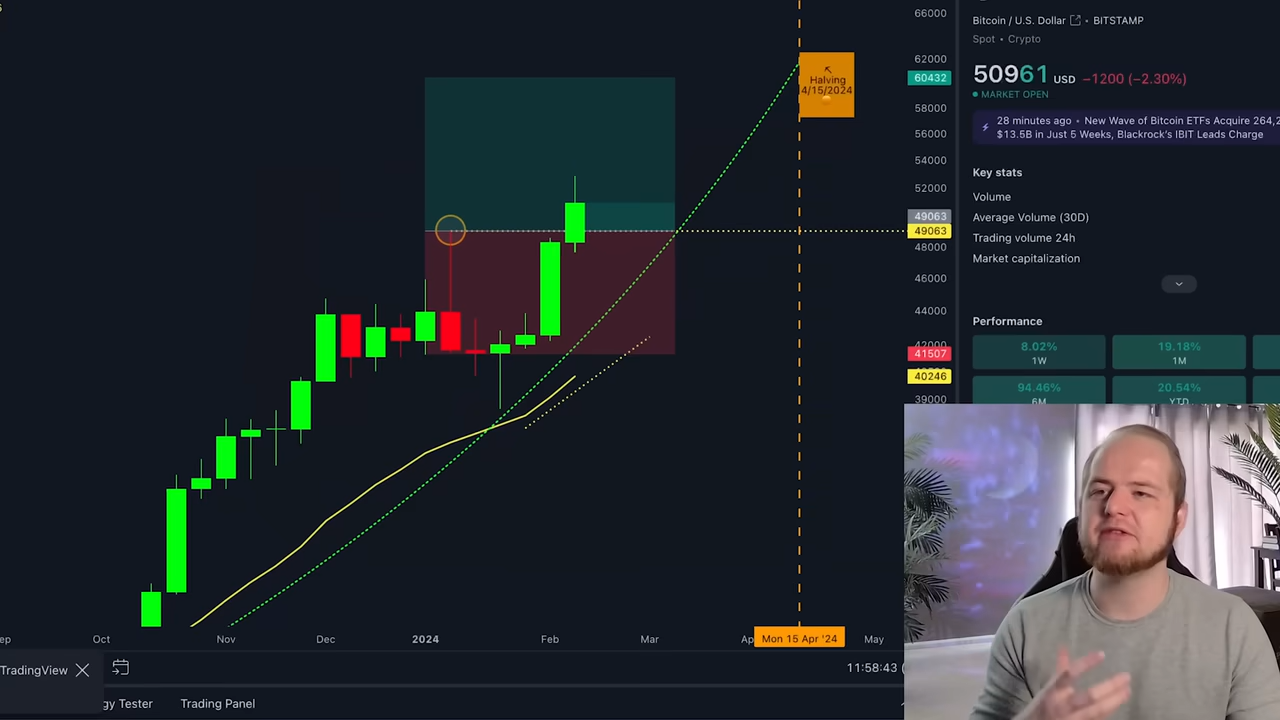 66000
62000
60432
58000
56000
54000
52000
49063
49063
48000
46000
44000
42000
41507
40246
39000
Halving
4/15/2024
Oct
Nov
Dec
2024
Feb
Mar
May
Mon 15 Apr '24
TradingView
11:58:43
Tester
Trading Panel
Bitcoin / U.S. Dollar • BITSTAMP
Spot • Crypto
50961 USD −1200 (−2.30%)
MARKET OPEN
28 minutes ago • New Wave of Bitcoin ETFs Acquire
$13.5B in Just 5 Weeks, Blackrock's IBIT Leads Charge
Key stats
Volume
Average Volume (30D)
Trading volume 24h
Market capitalization
Performance
8.02%
1W
19.18%
1M
94.46%
6M
20.54%
YTD